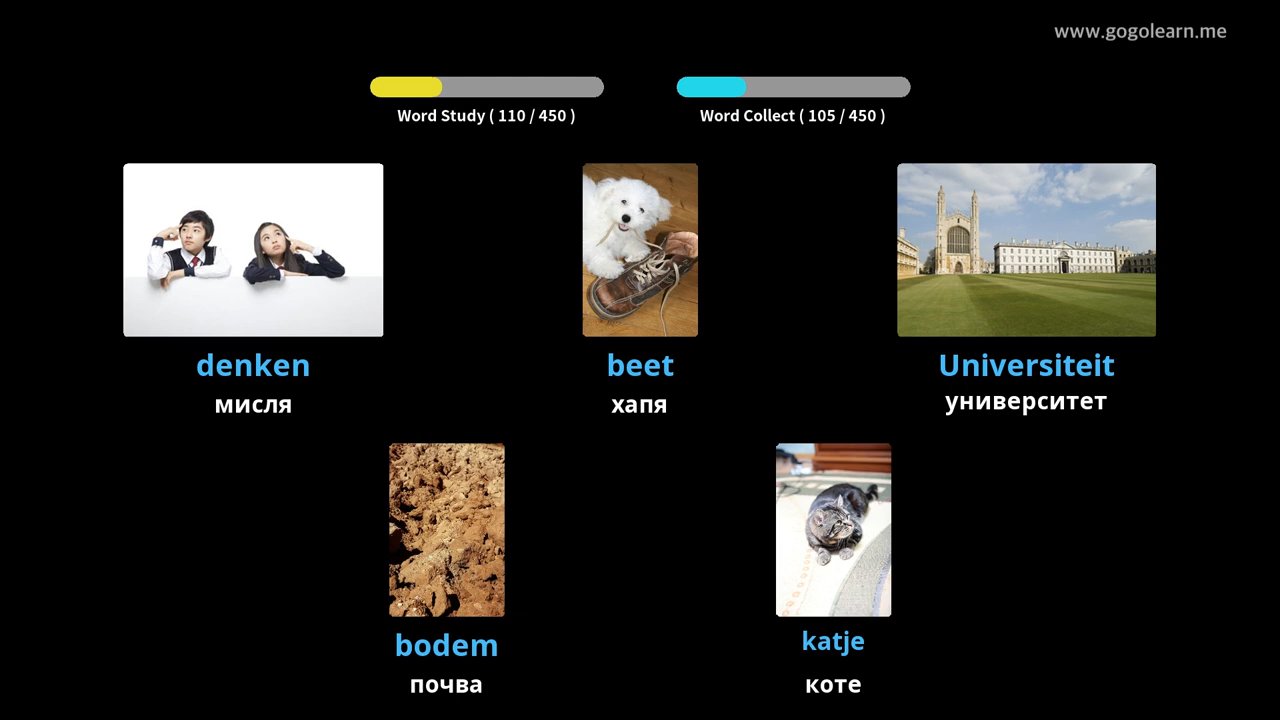 www.gogolearn.me
Word Study ( 110 / 450 )
Word Collect ( 105 / 450 )
denken
мисля
beet
хапя
Universiteit
университет
bodem
почва
katje
коте